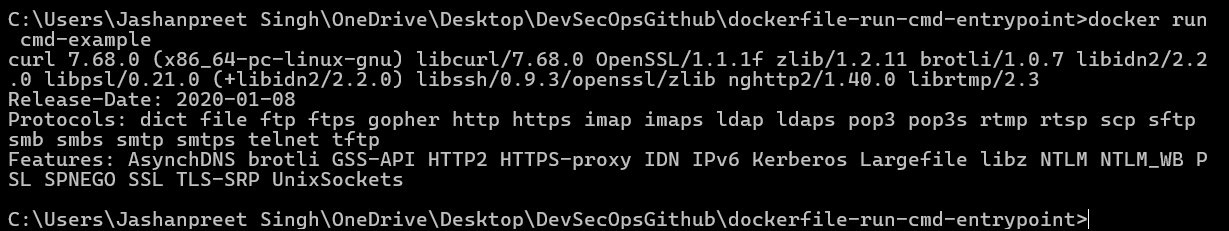 C:\Users\Jashanpreet Singh\OneDrive\Desktop\DevSecOpsGithub\dockerfile-run-cmd-entrypoint>docker run
 cmd-example
curl 7.68.0 (x86_64-pc-linux-gnu) libcurl/7.68.0 OpenSSL/1.1.1f zlib/1.2.11 brotli/1.0.7 libidn2/2.2
.0 libpsl/0.21.0 (+libidn2/2.2.0) libssh/0.9.3/openssl/zlib nghttp2/1.40.0 librtmp/2.3
Release-Date: 2020-01-08
Protocols: dict file ftp ftps gopher http https imap imaps ldap ldaps pop3 pop3s rtmp rtsp scp sftp
smb smbs smtp smtps telnet tftp
Features: AsynchDNS brotli GSS-API HTTP2 HTTPS-proxy IDN IPv6 Kerberos Largefile libz NTLM NTLM_WB P
SL SPNEGO SSL TLS-SRP UnixSockets
C:\Users\Jashanpreet Singh\OneDrive\Desktop\DevSecOpsGithub\dockerfile-run-cmd-entrypoint>